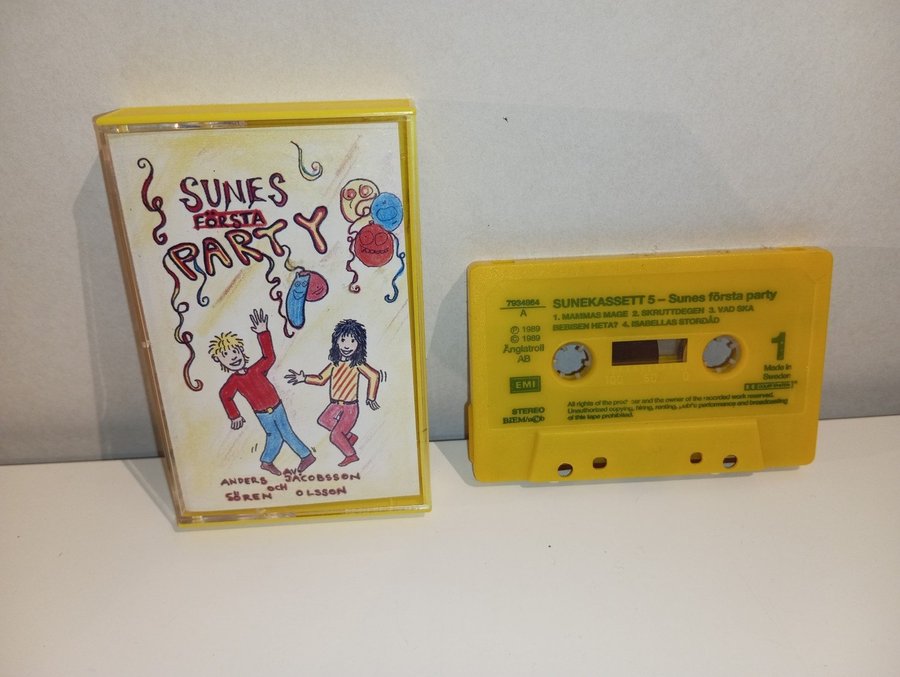 SUNES
FÖRSTA
PARTY
AV
ANDERS JACOBSSON
OCH
SÖREN OLSSON
7934864
A
SUNEKASSETT 5 – Sunes första party
1. MAMMAS MAGE 2. SKRUTTDEGEN 3. VAD SKA
BEBISEN HETA? 4. ISABELLAS STORDÅD
℗ 1989
© 1989
Änglatroll
AB
1
Made in
Sweden
EMI
STEREO
All rights of the producer and the owner of the recorded work reserved.
Unauthorized copying, hiring, renting, public performance and broadcasting
of this tape prohibited.